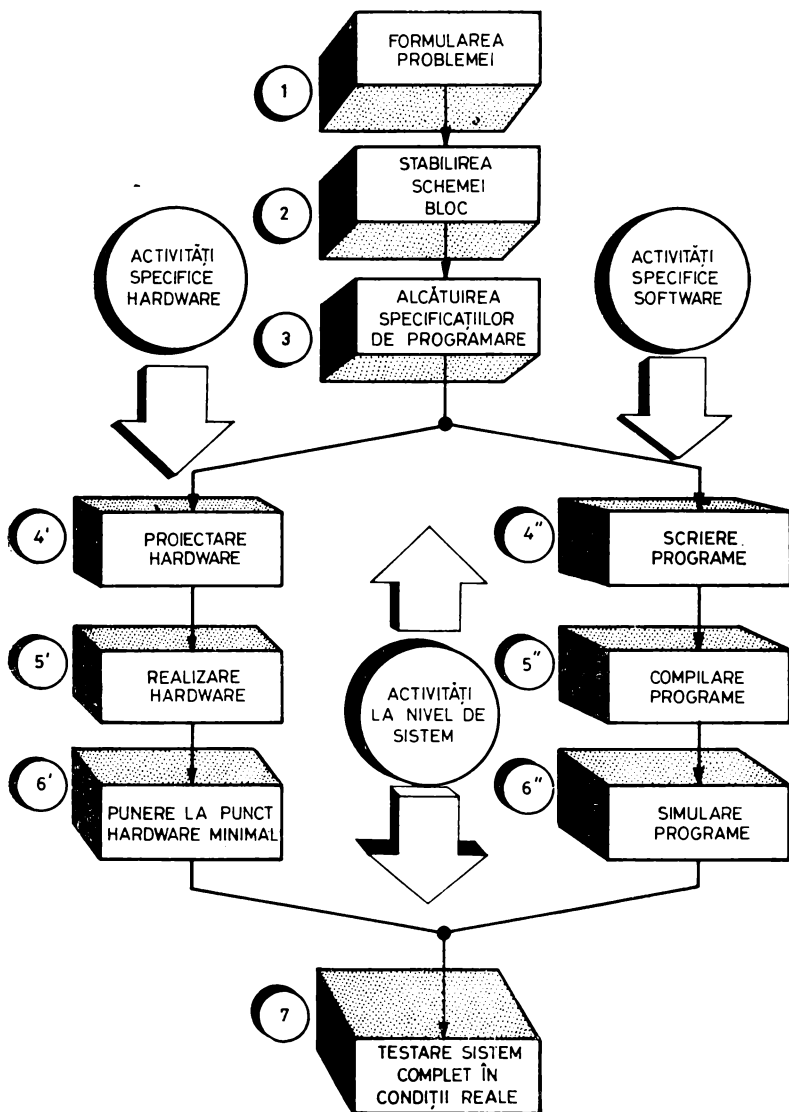 FORMULAREA
PROBLEMEI
1
STABILIREA
SCHEMEI
BLOC
2
ACTIVITĂȚI
SPECIFICE
HARDWARE
ACTIVITĂȚI
SPECIFICE
SOFTWARE
ALCĂTUIREA
SPECIFICAȚIILOR
DE PROGRAMARE
3
4'
PROIECTARE
HARDWARE
4"
SCRIERE
PROGRAME
5'
REALIZARE
HARDWARE
ACTIVITĂȚI
LA NIVEL DE
SISTEM
5"
COMPILARE
PROGRAME
6'
PUNERE LA PUNCT
HARDWARE MINIMAL
6"
SIMULARE
PROGRAME
7
TESTARE SISTEM
COMPLET ÎN
CONDIȚII REALE